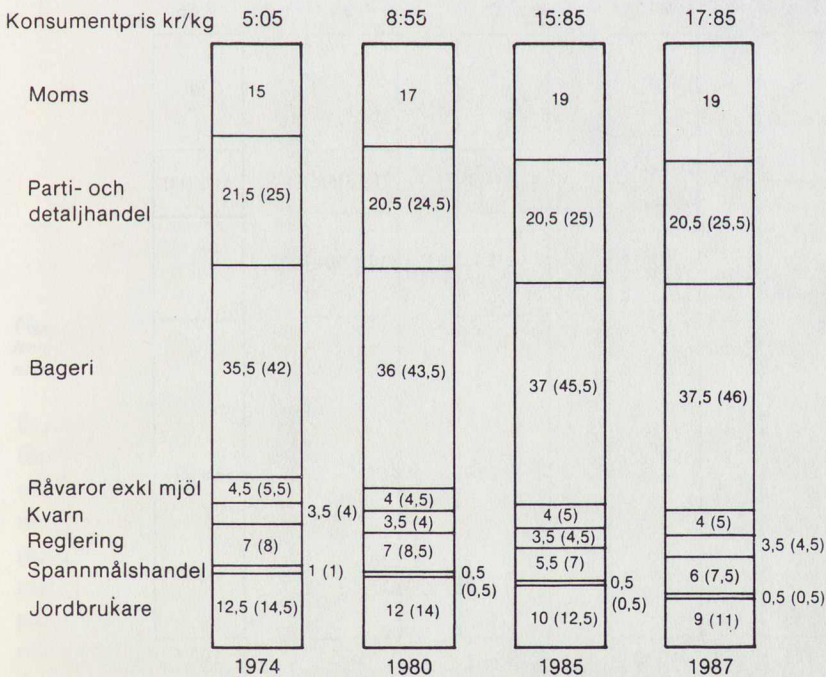 Konsumentpris kr/kg 5:05 8:55 15:85 17:85
Moms 15 17 19 19
Parti- och
detaljhandel 21,5 (25) 20,5 (24,5) 20,5 (25) 20,5 (25,5)
Bageri 35,5 (42) 36 (43,5) 37 (45,5) 37,5 (46)
Råvaror exkl mjöl 4,5 (5,5) 4 (4,5) 4 (5) 4 (5)
Kvarn 3,5 (4) 3,5 (4) 3,5 (4,5) 3,5 (4,5)
Reglering 7 (8) 7 (8,5) 5,5 (7) 6 (7,5)
Spannmålshandel 1 (1) 0,5 (0,5) 0,5 (0,5) 0,5 (0,5)
Jordbrukare 12,5 (14,5) 12 (14) 10 (12,5) 9 (11)
1974 1980 1985 1987